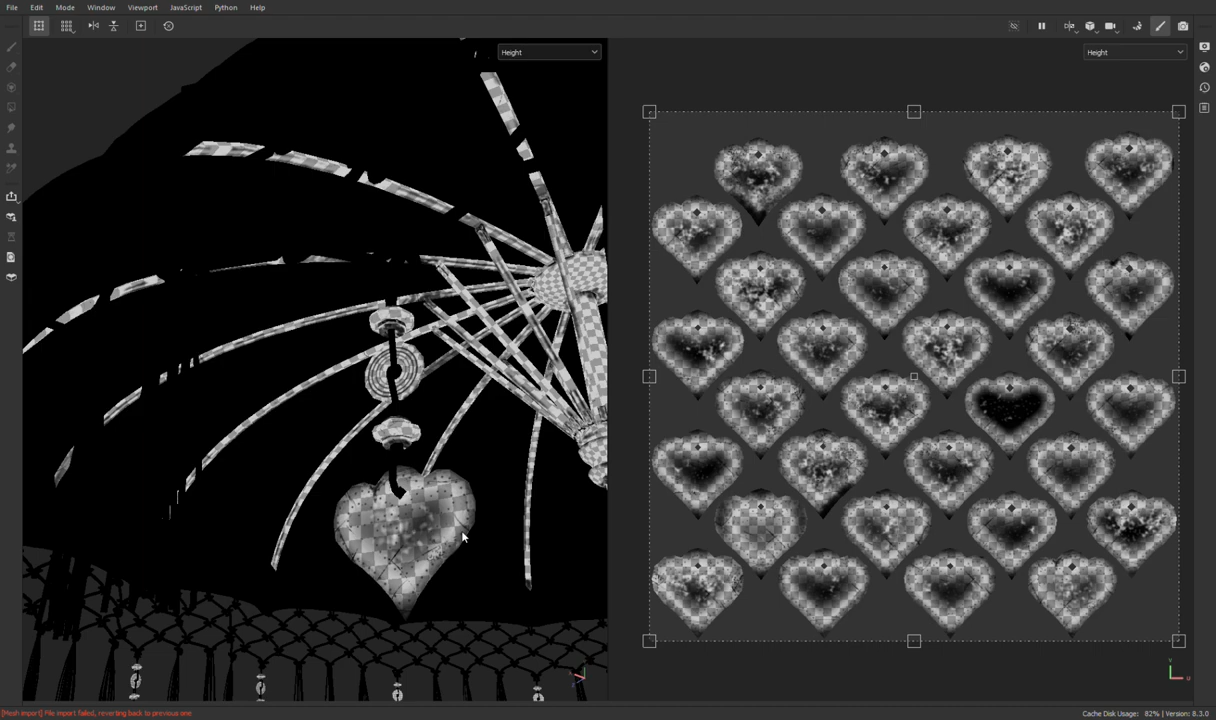 File Edit Mode Window Viewport JavaScript Python Help
Height
Height
V
U
[Mesh import] File import failed, reverting back to previous one
Cache Disk Usage: 82% | Version: 8.3.0